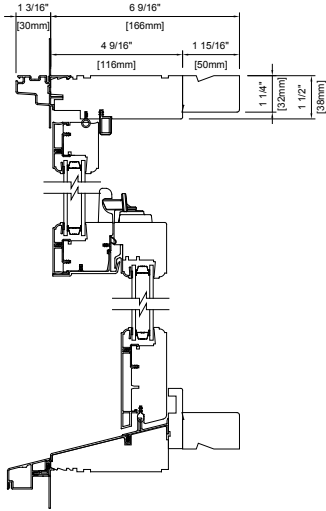 1 3/16"
6 9/16"
[30mm]
[166mm]
4 9/16"
1 15/16"
[116mm]
[50mm]
1 1/4"
[32mm]
1 1/2"
[38mm]